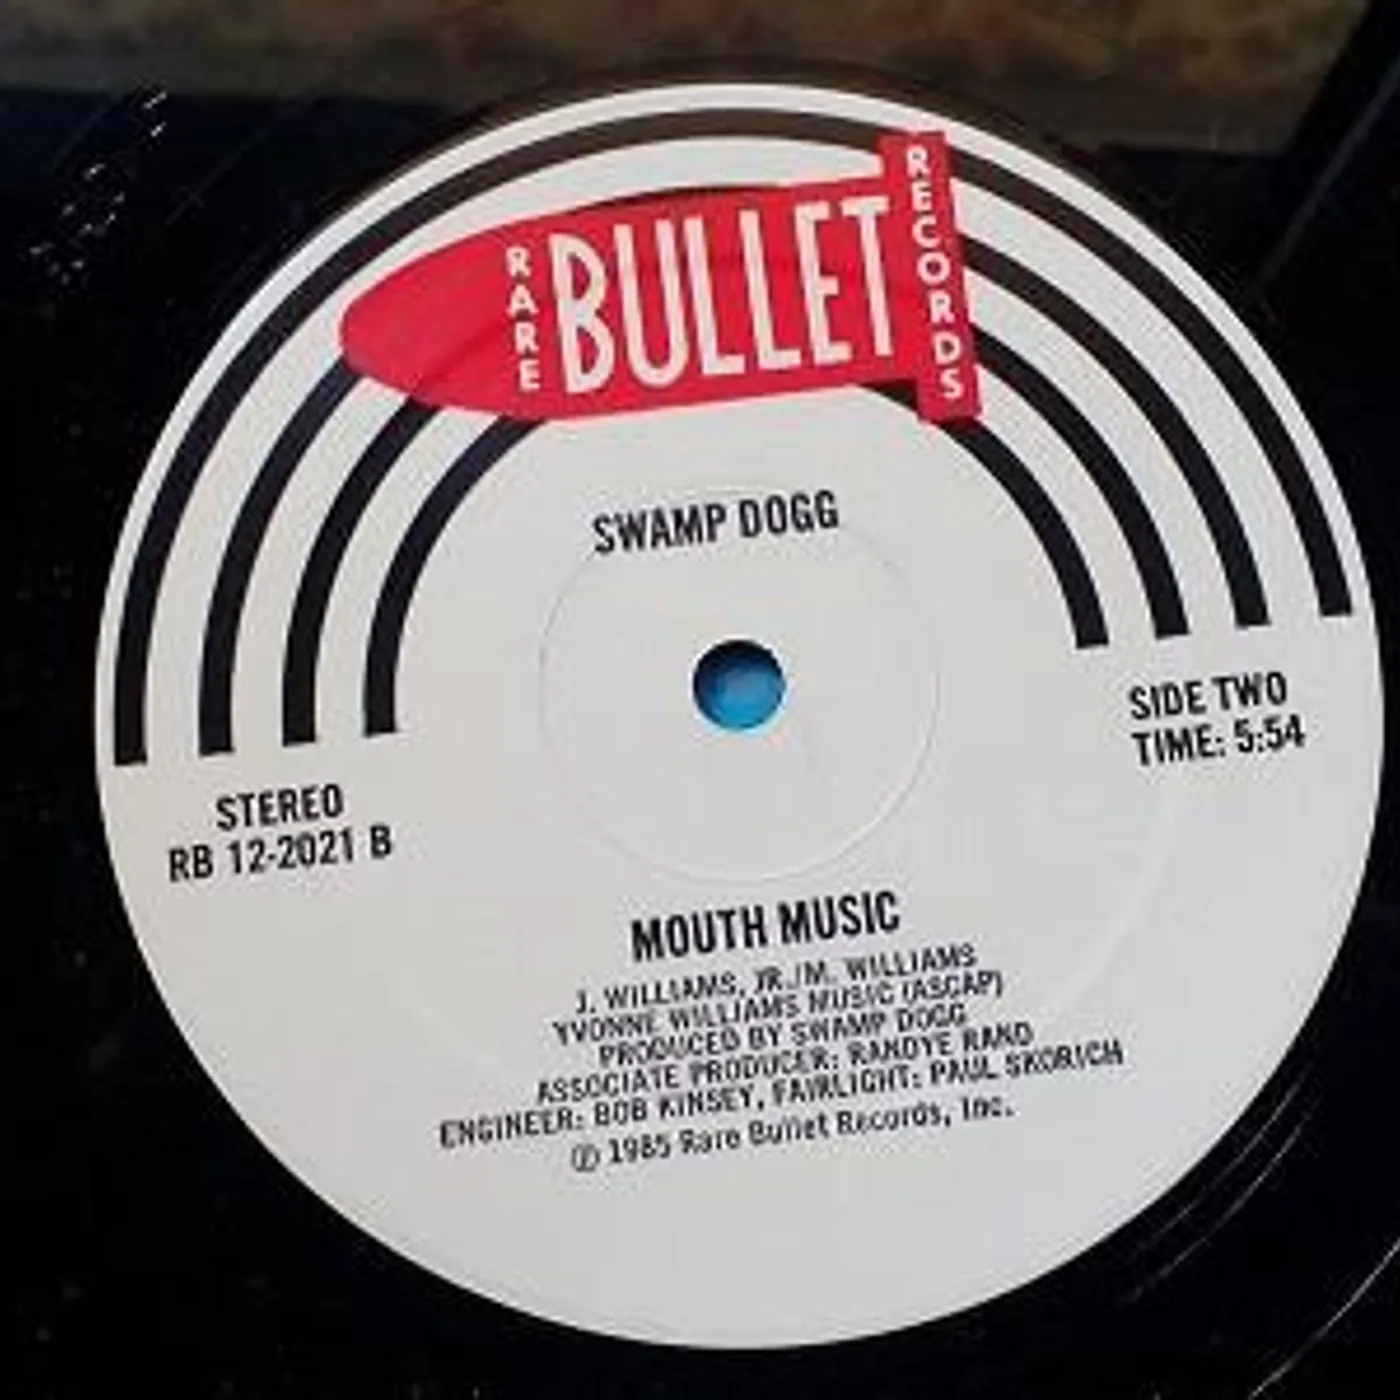 RARE BULLET RECORDS
SWAMP DOGG
SIDE TWO
TIME: 5:54
STEREO
RB 12-2021 B
MOUTH MUSIC
J. WILLIAMS, JR./M. WILLIAMS
YVONNE WILLIAMS MUSIC (ASCAP)
PRODUCED BY SWAMP DOGG
ASSOCIATE PRODUCER: RANDYE RAND
ENGINEER: BOB KINSEY, FAIRLIGHT: PAUL SKORICH
℗ 1985 Rare Bullet Records, Inc.